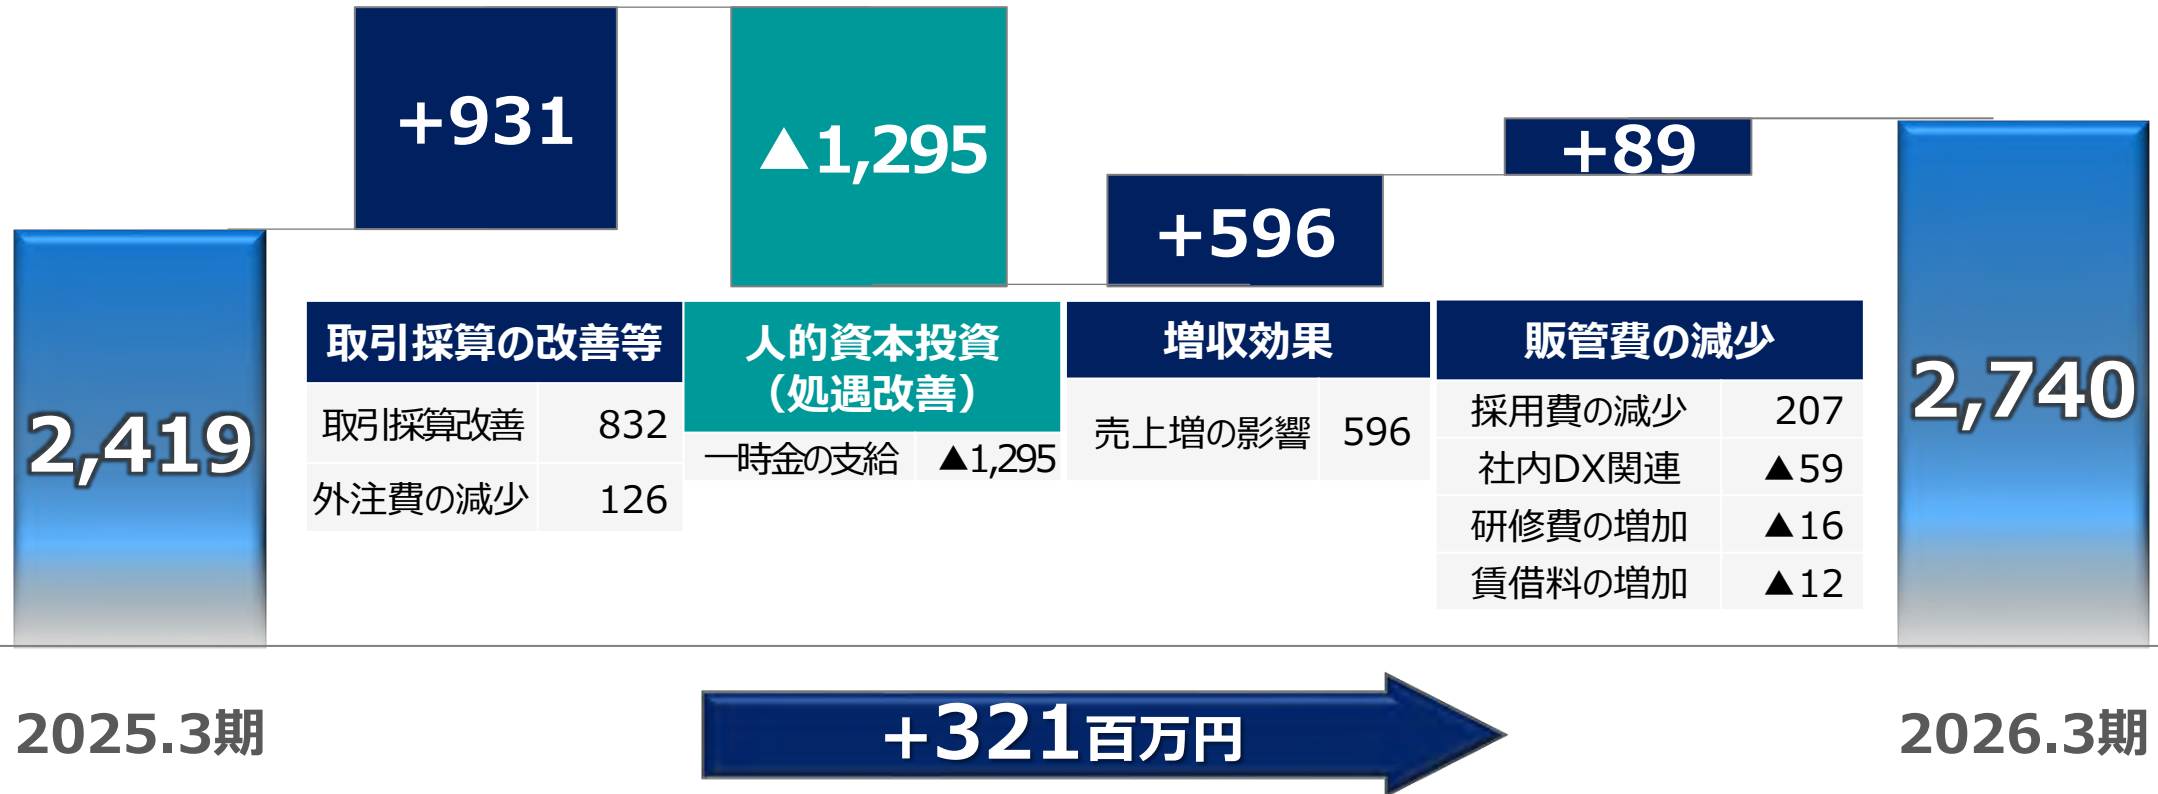 +931
▲1,295
+596
+89
2,419
2,740
取引採算の改善等
取引採算改善 832
外注費の減少 126
人的資本投資
（処遇改善）
一時金の支給 ▲1,295
増収効果
売上増の影響 596
販管費の減少
採用費の減少 207
社内DX関連 ▲59
研修費の増加 ▲16
賃借料の増加 ▲12
2025.3期
+321百万円
2026.3期